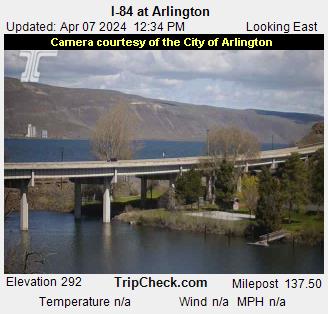 I-84 at Arlington
Updated: Apr 07 2024 12:34 PM Looking East
Camera courtesy of the City of Arlington
Elevation 292 TripCheck.com Milepost 137.50
Temperature n/a Wind n/a MPH n/a